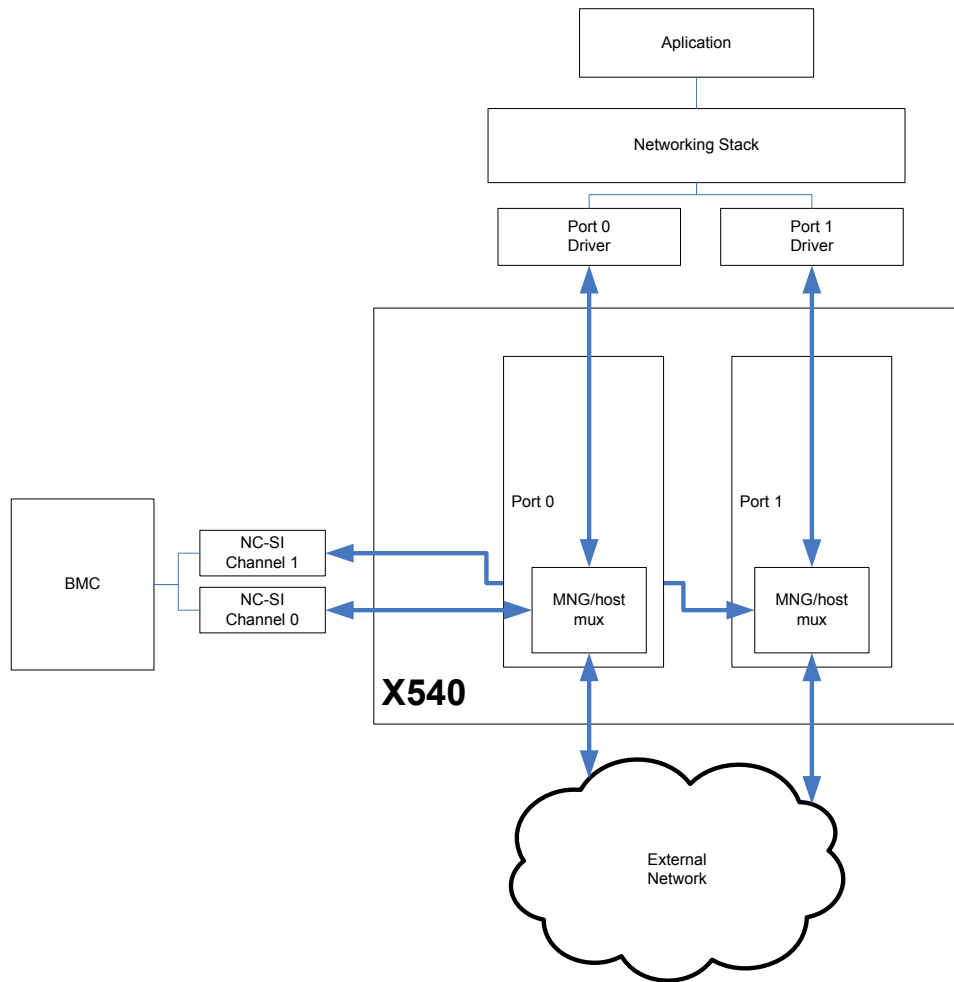 Aplication
Networking Stack
Port 0
Driver
Port 1
Driver
Port 0
Port 1
BMC
NC-SI
Channel 1
NC-SI
Channel 0
MNG/host
mux
MNG/host
mux
X540
External
Network